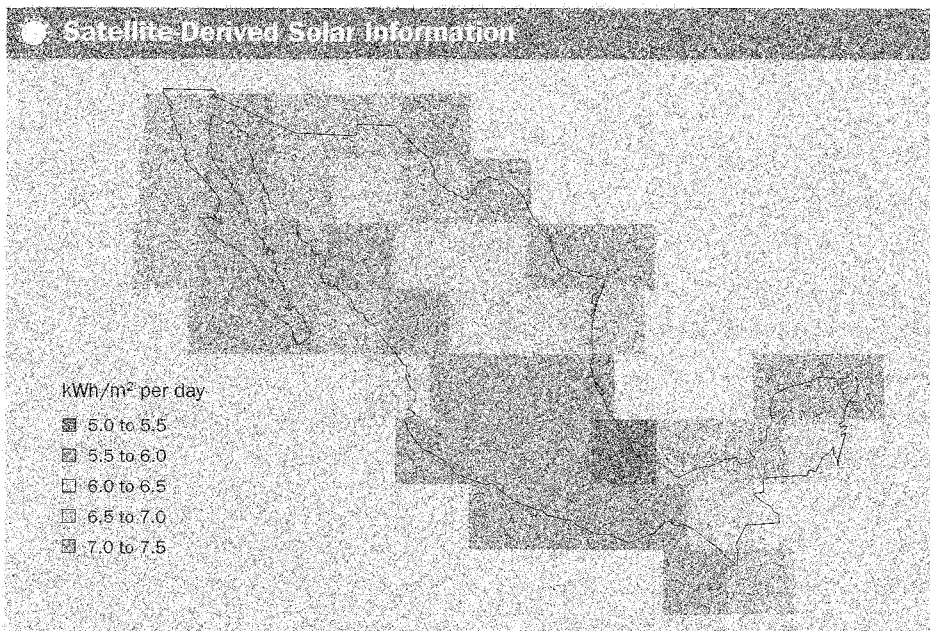 Satellite-Derived Solar Information
kWh/m² per day
5.0 to 5.5
5.5 to 6.0
6.0 to 6.5
6.5 to 7.0
7.0 to 7.5